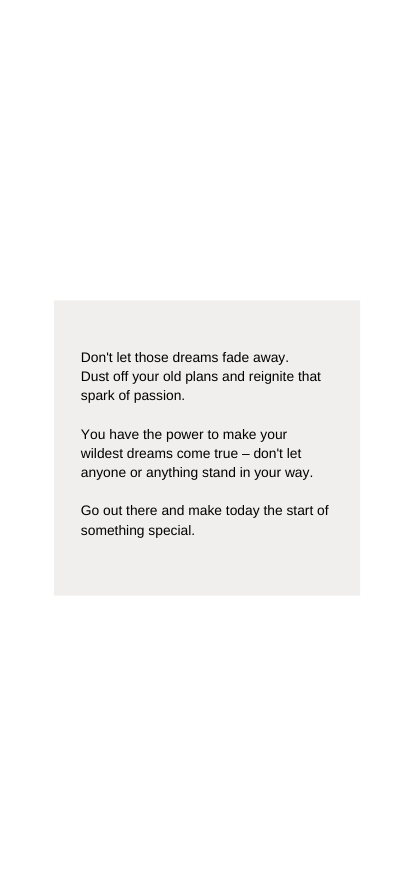 Don't let those dreams fade away.
Dust off your old plans and reignite that
spark of passion.
You have the power to make your
wildest dreams come true – don't let
anyone or anything stand in your way.
Go out there and make today the start of
something special.